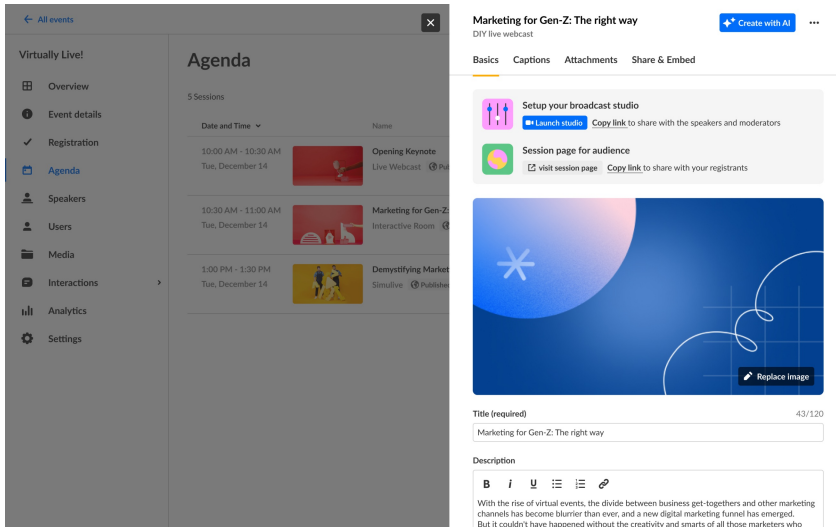 All events
Virtually Live!
Overview
Event details
Registration
Agenda
Speakers
Users
Media
Interactions
Analytics
Settings
Agenda
5 Sessions
Date and Time
Name
10:00 AM - 10:30 AM
Tue, December 14
Opening Keynote
Live Webcast
10:30 AM - 11:00 AM
Tue, December 14
Marketing for Gen-Z:
Interactive Room
1:00 PM - 1:30 PM
Tue, December 14
Demystifying Market
Simulive Published
Marketing for Gen-Z: The right way
DIY live webcast
Create with AI
Basics Captions Attachments Share & Embed
Setup your broadcast studio
Launch studio Copy link to share with the speakers and moderators
Session page for audience
visit session page Copy link to share with your registrants
Replace image
Title (required) 43/120
Marketing for Gen-Z: The right way
Description
B i U
With the rise of virtual events, the divide between business get-togethers and other marketing
channels has become blurrier than ever, and a new digital marketing funnel has emerged.
But it couldn't have happened without the creativity and smarts of all those marketers who